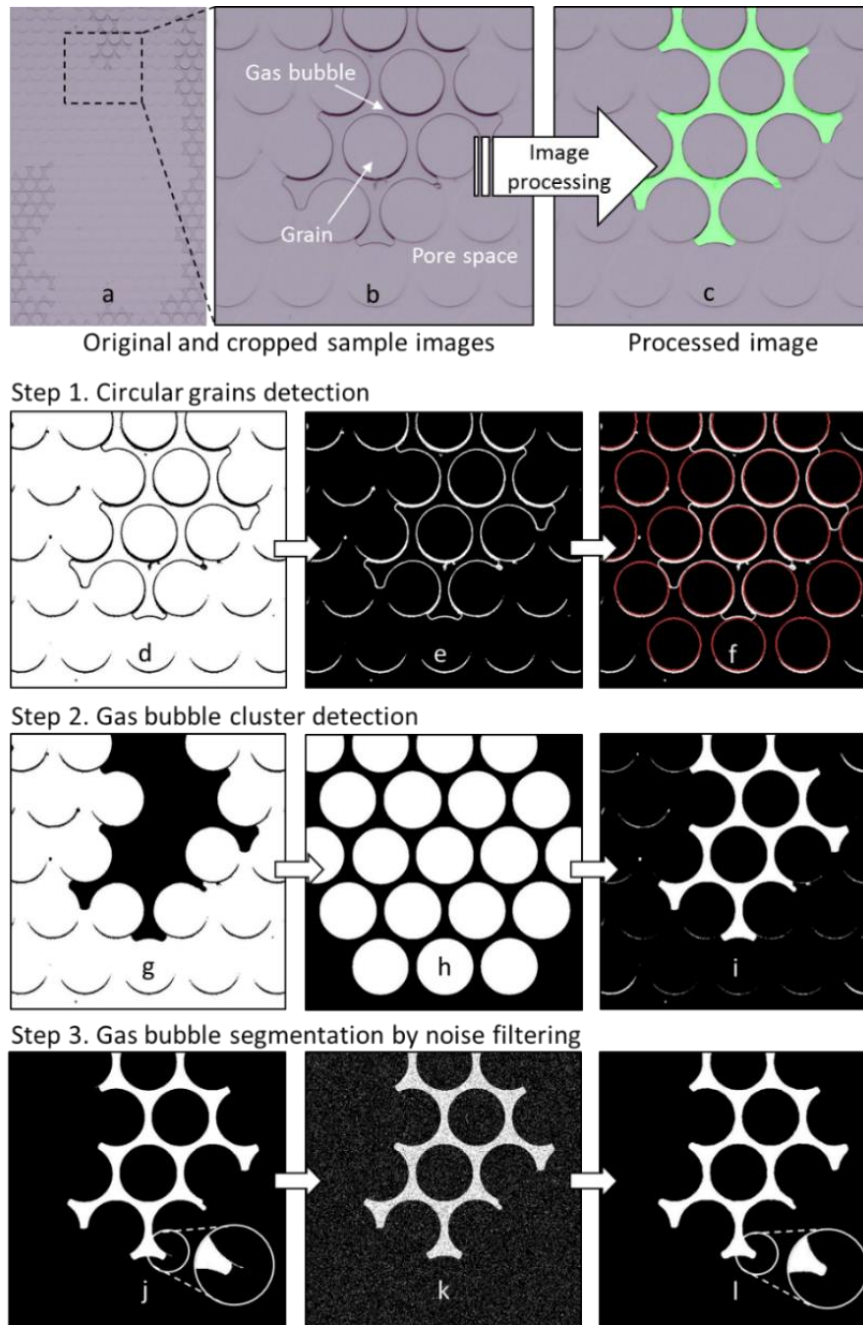 Gas bubble
Grain
Pore space
Image
processing
a
b
c
Original and cropped sample images
Processed image
Step 1. Circular grains detection
d
e
f
Step 2. Gas bubble cluster detection
g
h
i
Step 3. Gas bubble segmentation by noise filtering
j
k
l